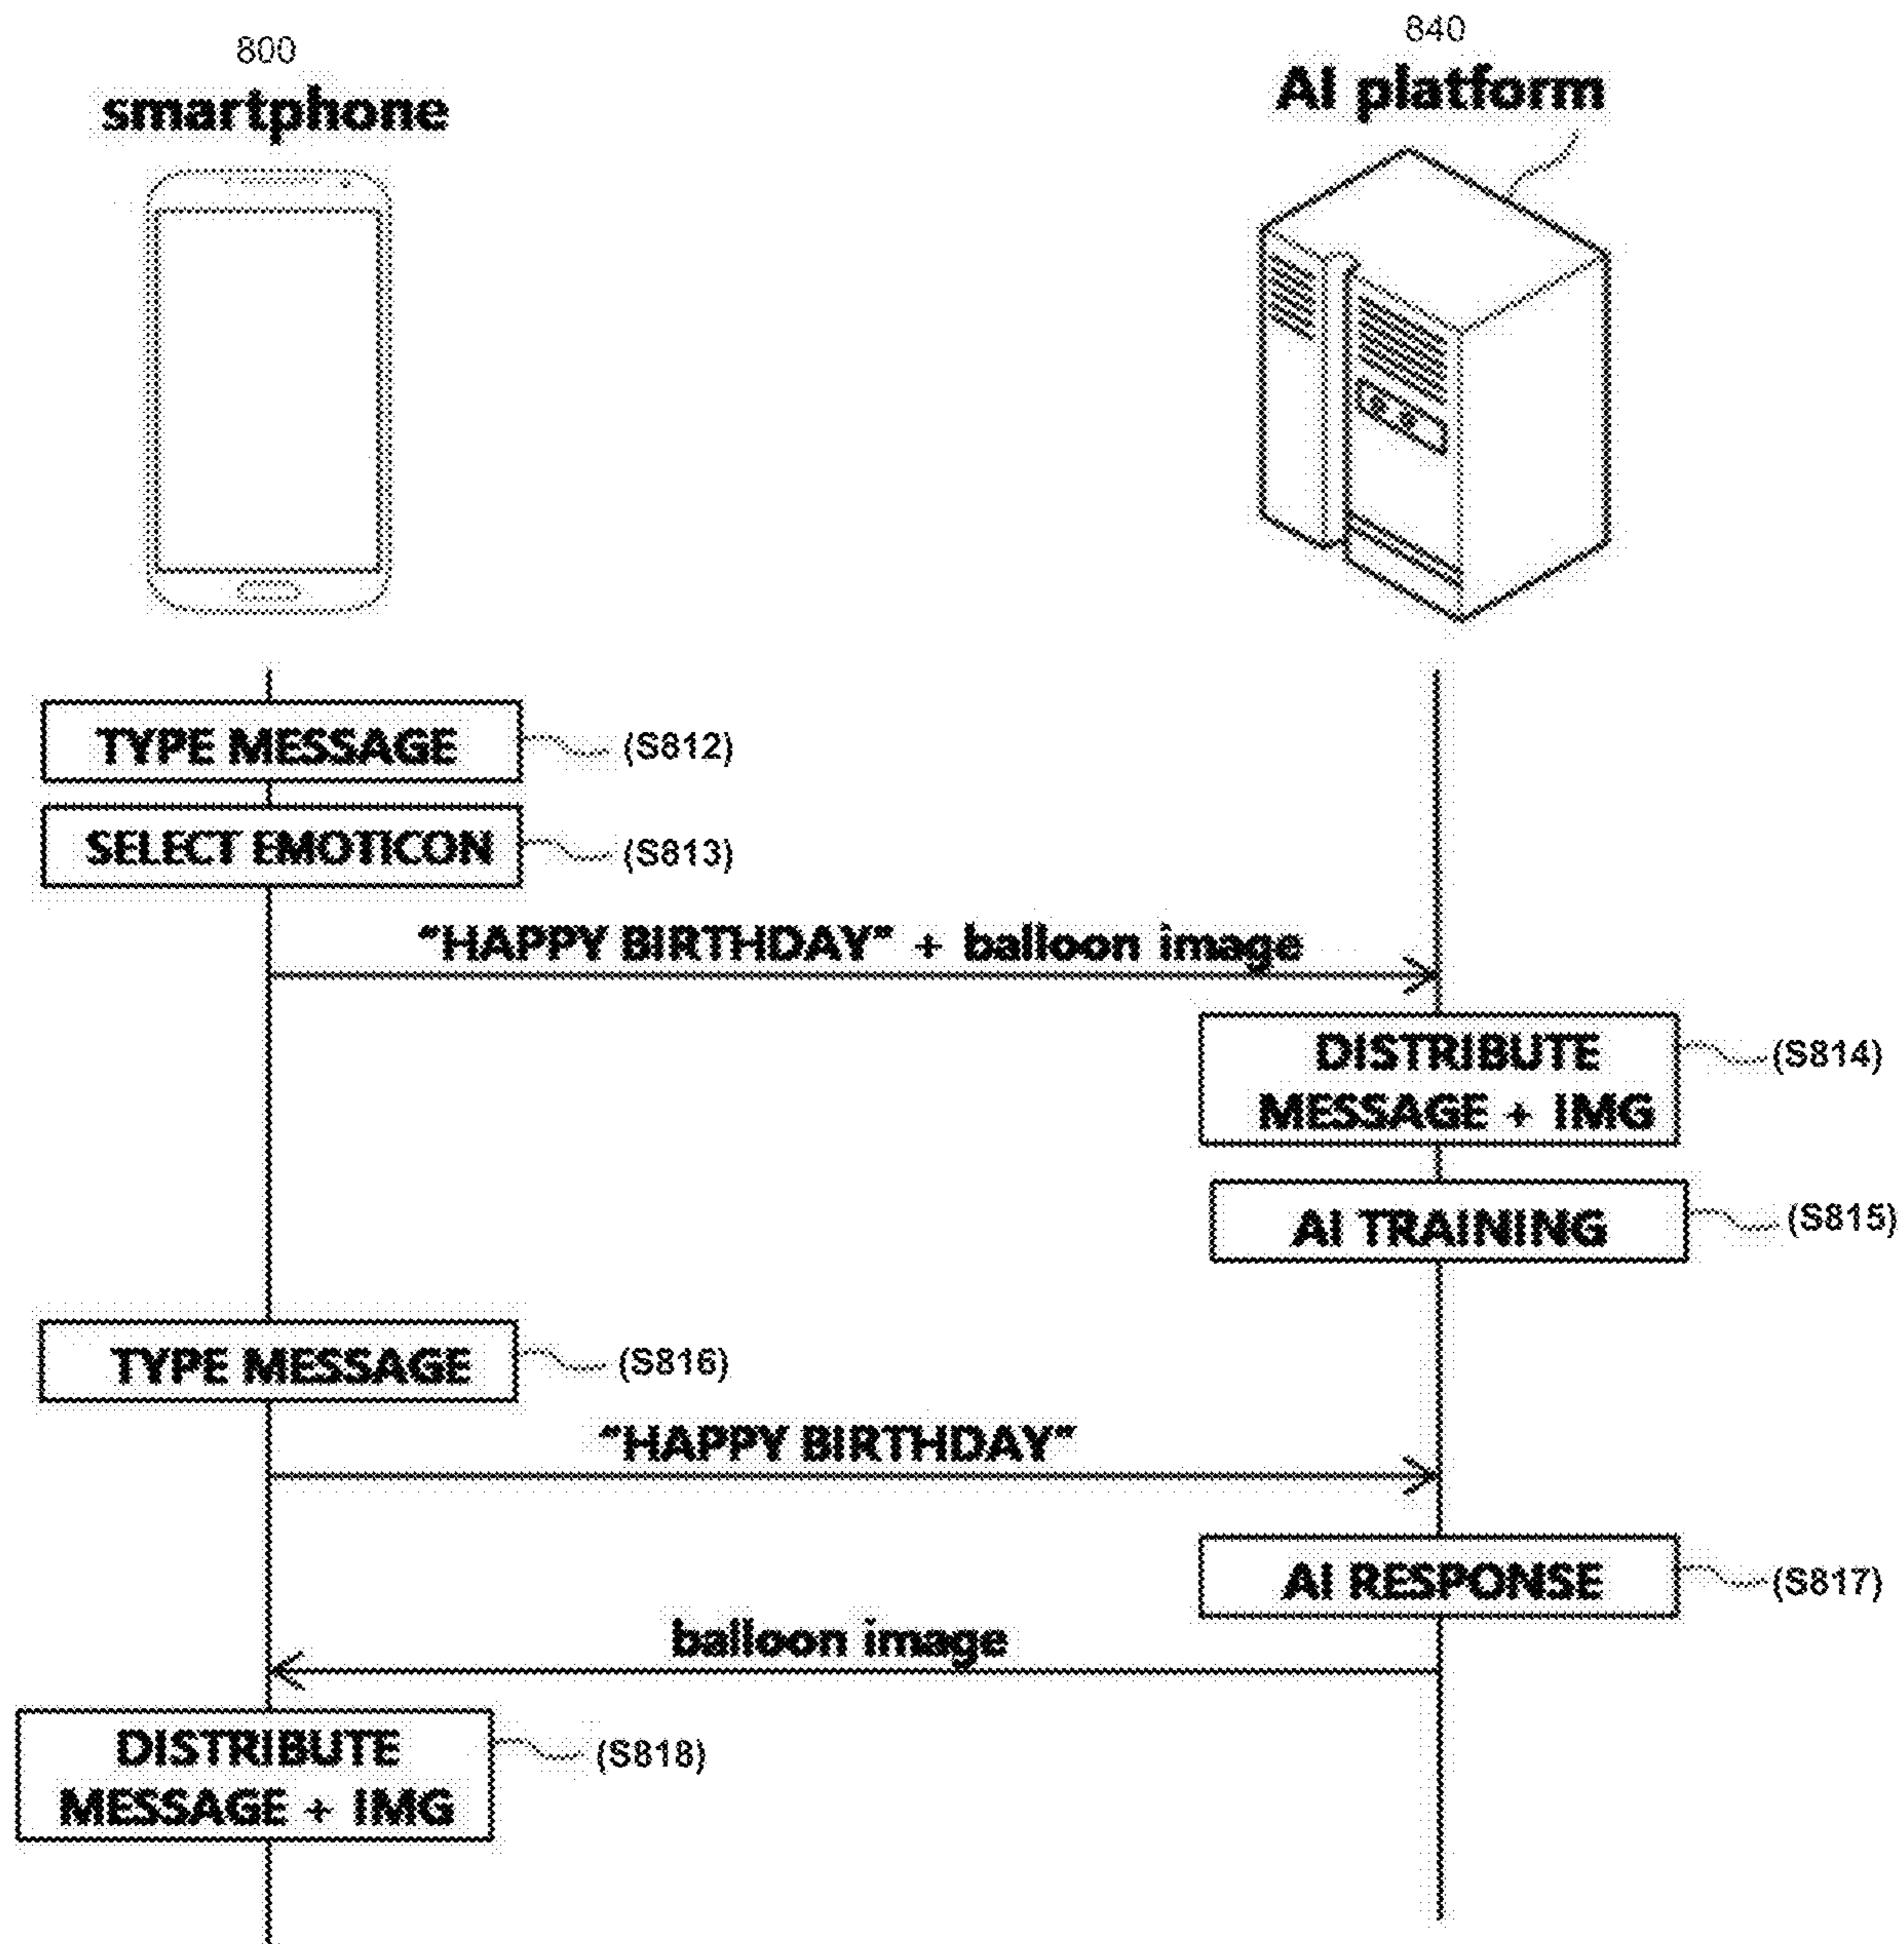 800
smartphone
840
AI platform
TYPE MESSAGE
(S812)
SELECT EMOTICON
(S813)
“HAPPY BIRTHDAY” + balloon image
DISTRIBUTE
MESSAGE + IMG
(S814)
AI TRAINING
(S815)
TYPE MESSAGE
(S816)
“HAPPY BIRTHDAY”
AI RESPONSE
(S817)
balloon image
DISTRIBUTE
MESSAGE + IMG
(S818)